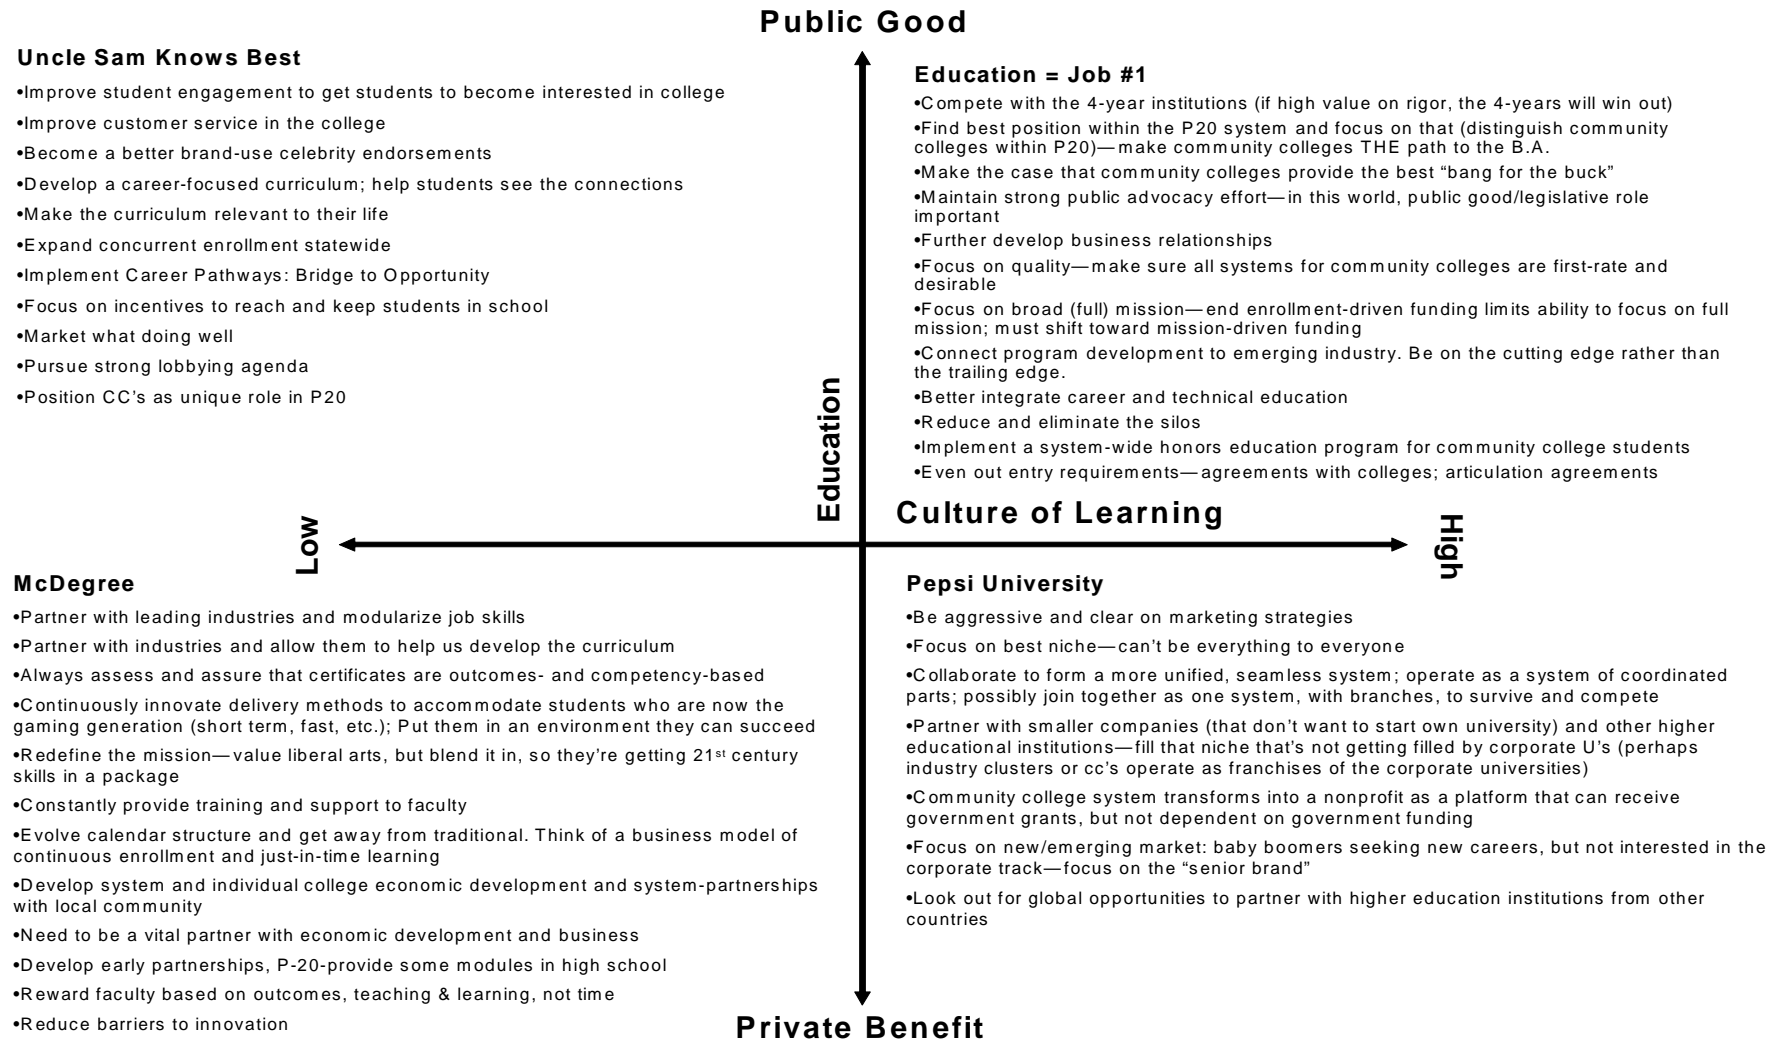 Public Good
Uncle Sam Knows Best
•Improve student engagement to get students to become interested in college
•Improve customer service in the college
•Become a better brand-use celebrity endorsements
•Develop a career-focused curriculum; help students see the connections
•Make the curriculum relevant to their life
•Expand concurrent enrollment statewide
•Implement Career Pathways: Bridge to Opportunity
•Focus on incentives to reach and keep students in school
•Market what doing well
•Pursue strong lobbying agenda
•Position CC's as unique role in P20
Education = Job #1
•Compete with the 4-year institutions (if high value on rigor, the 4-years will win out)
•Find best position within the P20 system and focus on that (distinguish community
colleges within P20)—make community colleges THE path to the B.A.
•Make the case that community colleges provide the best “bang for the buck”
•Maintain strong public advocacy effort—in this world, public good/legislative role
important
•Further develop business relationships
•Focus on quality—make sure all systems for community colleges are first-rate and
desirable
•Focus on broad (full) mission—end enrollment-driven funding limits ability to focus on full
mission; must shift toward mission-driven funding
•Connect program development to emerging industry. Be on the cutting edge rather than
the trailing edge.
•Better integrate career and technical education
•Reduce and eliminate the silos
•Implement a system-wide honors education program for community college students
•Even out entry requirements—agreements with colleges; articulation agreements
Education
Culture of Learning
Low
High
McDegree
•Partner with leading industries and modularize job skills
•Partner with industries and allow them to help us develop the curriculum
•Always assess and assure that certificates are outcomes- and competency-based
•Continuously innovate delivery methods to accommodate students who are now the
gaming generation (short term, fast, etc.); Put them in an environment they can succeed
•Redefine the mission—value liberal arts, but blend it in, so they're getting 21st century
skills in a package
•Constantly provide training and support to faculty
•Evolve calendar structure and get away from traditional. Think of a business model of
continuous enrollment and just-in-time learning
•Develop system and individual college economic development and system-partnerships
with local community
•Need to be a vital partner with economic development and business
•Develop early partnerships, P-20-provide some modules in high school
•Reward faculty based on outcomes, teaching & learning, not time
•Reduce barriers to innovation
Pepsi University
•Be aggressive and clear on marketing strategies
•Focus on best niche—can't be everything to everyone
•Collaborate to form a more unified, seamless system; operate as a system of coordinated
parts; possibly join together as one system, with branches, to survive and compete
•Partner with smaller companies (that don't want to start own university) and other higher
educational institutions—fill that niche that's not getting filled by corporate U's (perhaps
industry clusters or cc's operate as franchises of the corporate universities)
•Community college system transforms into a nonprofit as a platform that can receive
government grants, but not dependent on government funding
•Focus on new/emerging market: baby boomers seeking new careers, but not interested in the
corporate track—focus on the “senior brand”
•Look out for global opportunities to partner with higher education institutions from other
countries
Private Benefit